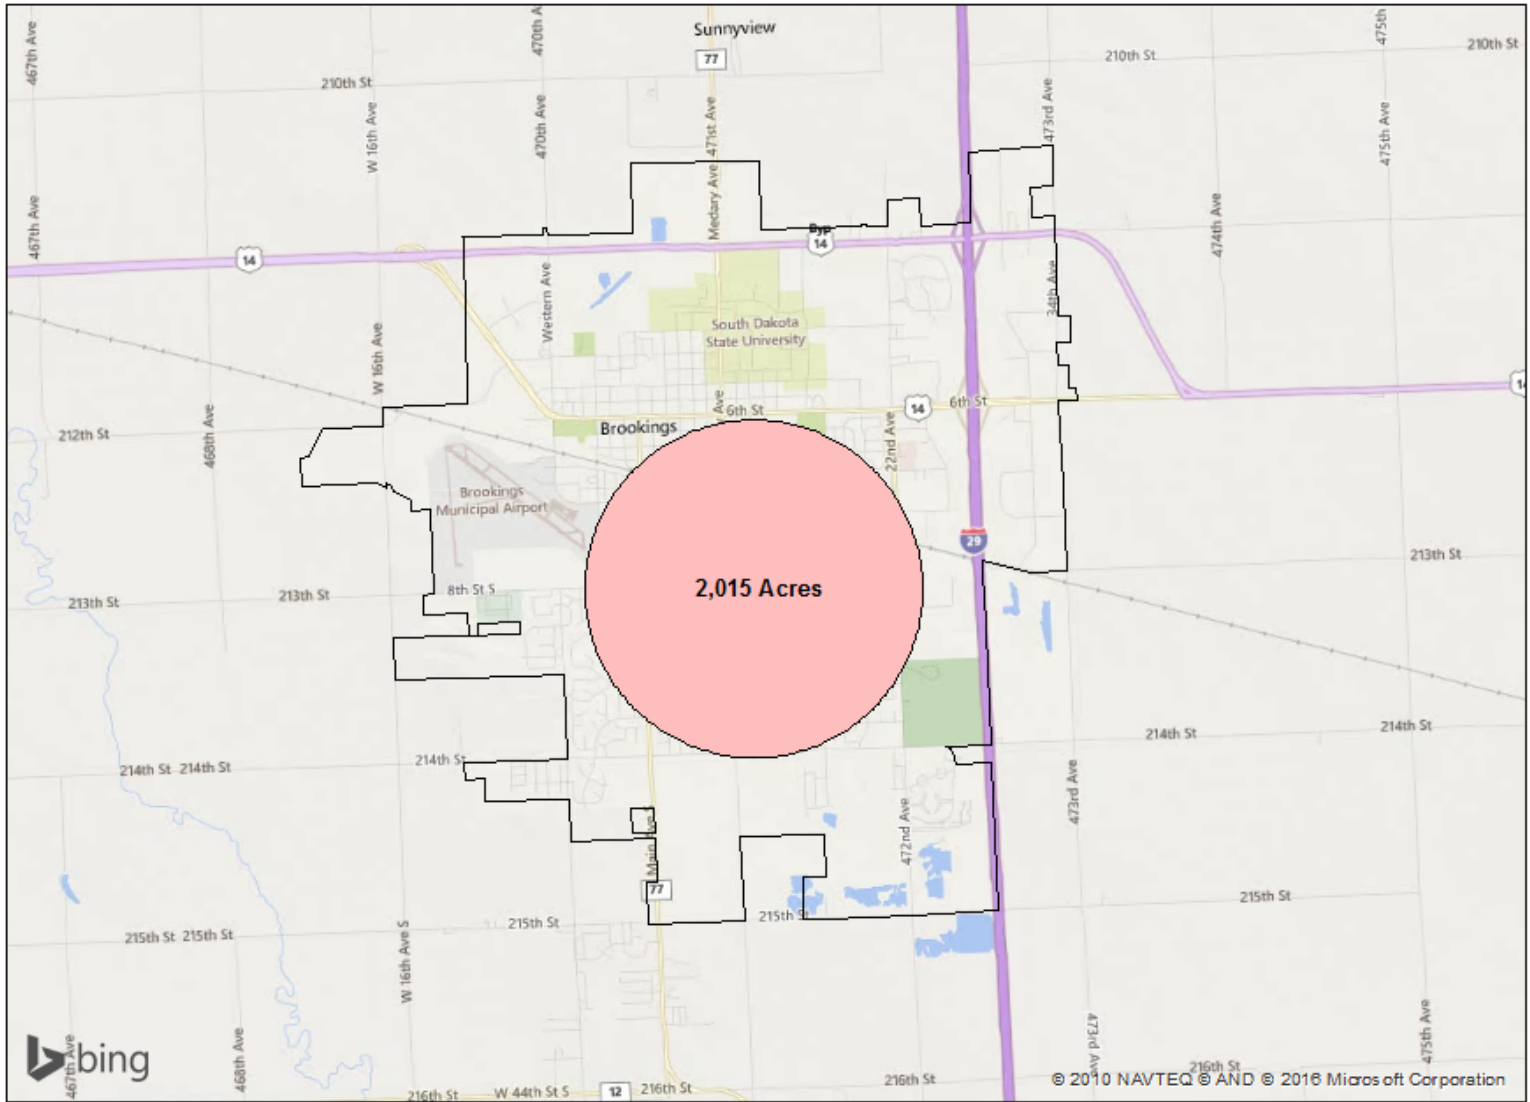 Sunnyview
77
467th Ave
470th A
475th
210th St
210th St
210th St
W 16th Ave
470th Ave
Medary Ave 471st Ave
473rd Ave
475th Ave
467th Ave
474th Ave
14
Byp
14
Western Ave
34th Ave
South Dakota
State University
W 16th Ave
Ave
6th St
14
6th St
212th St
468th Ave
Brookings
22nd Ave
Brookings
Municipal Airport
29
213th St
213th St
213th St
8th St S
2,015 Acres
214th St 214th St
214th St
214th St
214th St
473rd Ave
472nd Ave
Main Ave S
77
215th St 215th St
215th St
215th St
215th St
W 16th Ave S
467th Ave
468th Ave
473rd Ave
475th Ave
bing
216th St
W 44th St S
12
216th St
216th St
216th St
© 2010 NAVTEQ © AND © 2016 Microsoft Corporation